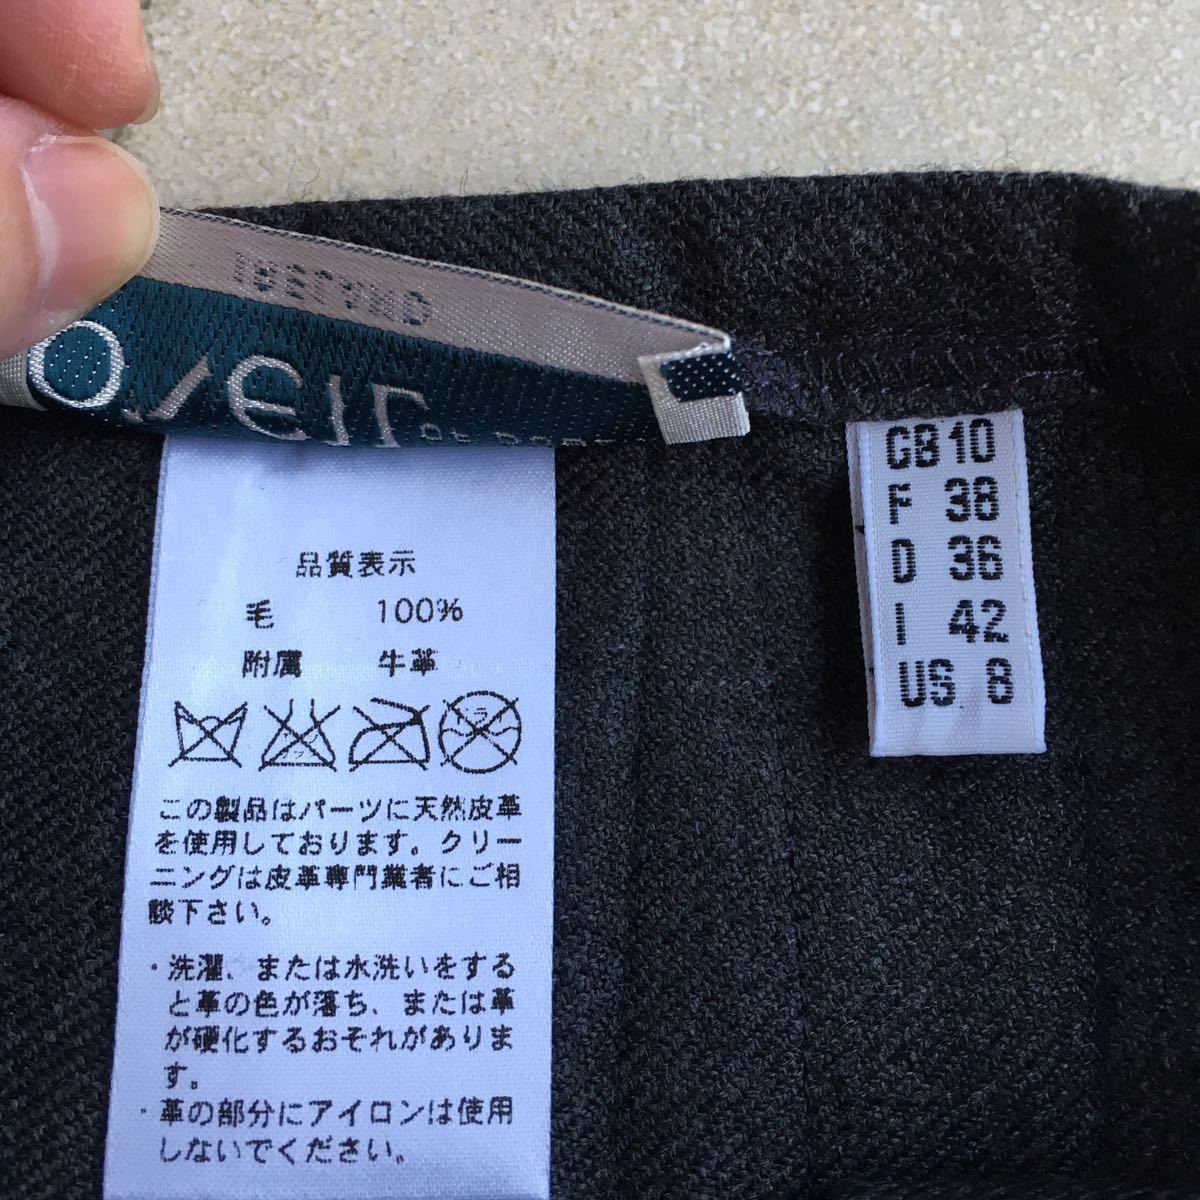 O'NEIL
GB 10
F 38
D 36
I 42
US 8
品質表示
毛 100%
附属 牛革
この製品はパーツに天然皮革
を使用しております。クリー
ニングは皮革専門業者にご相
談下さい。
・洗濯、または水洗いをする
と革の色が落ち、または革
が硬化するおそれがありま
す。
・革の部分にアイロンは使用
しないでください。